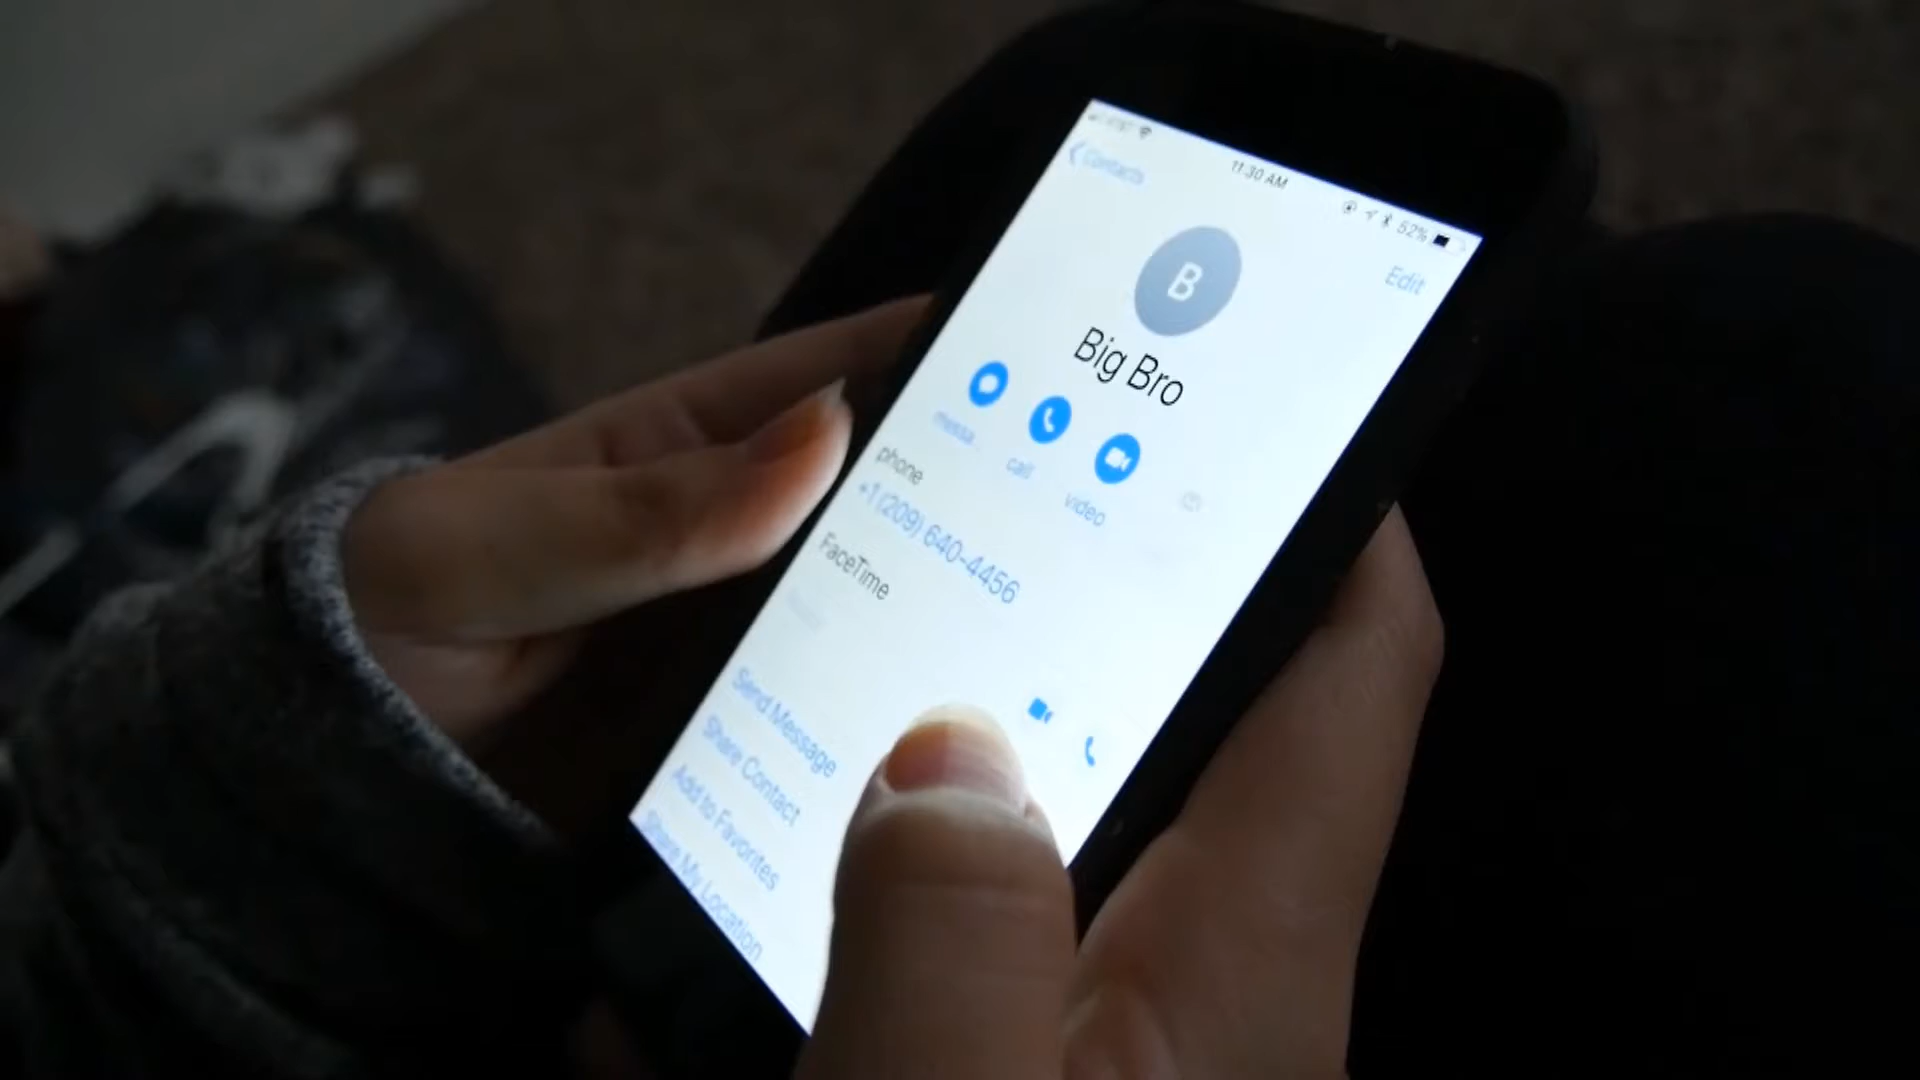 Contacts
11:30 AM
52%
Edit
B
Big Bro
messa...
call
video
phone
+1 (209) 640-4456
FaceTime
Send Message
Share Contact
Add to Favorites
Share My Location